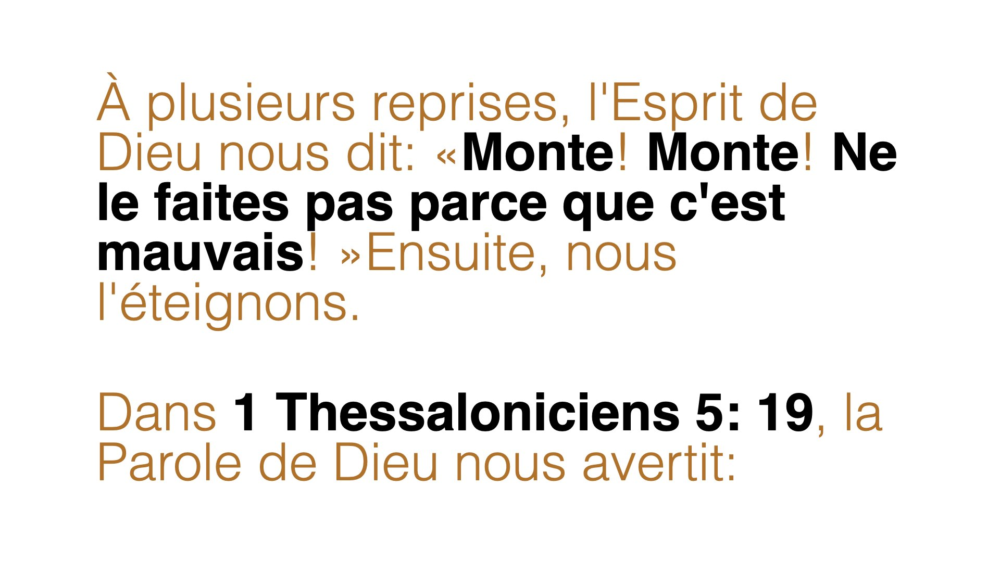 À plusieurs reprises, l'Esprit de
Dieu nous dit: «Monte! Monte! Ne
le faites pas parce que c'est
mauvais! »Ensuite, nous
l'éteignons.
Dans 1 Thessaloniciens 5: 19, la
Parole de Dieu nous avertit: